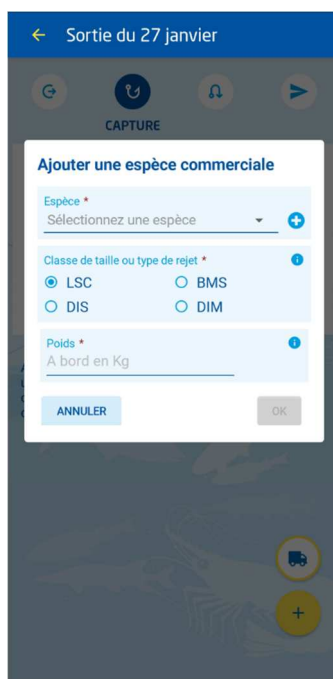 Sortie du 27 janvier
CAPTURE
Ajouter une espèce commerciale
Espèce *
Sélectionnez une espèce
Classe de taille ou type de rejet *
LSC
BMS
DIS
DIM
Poids *
A bord en Kg
ANNULER
OK